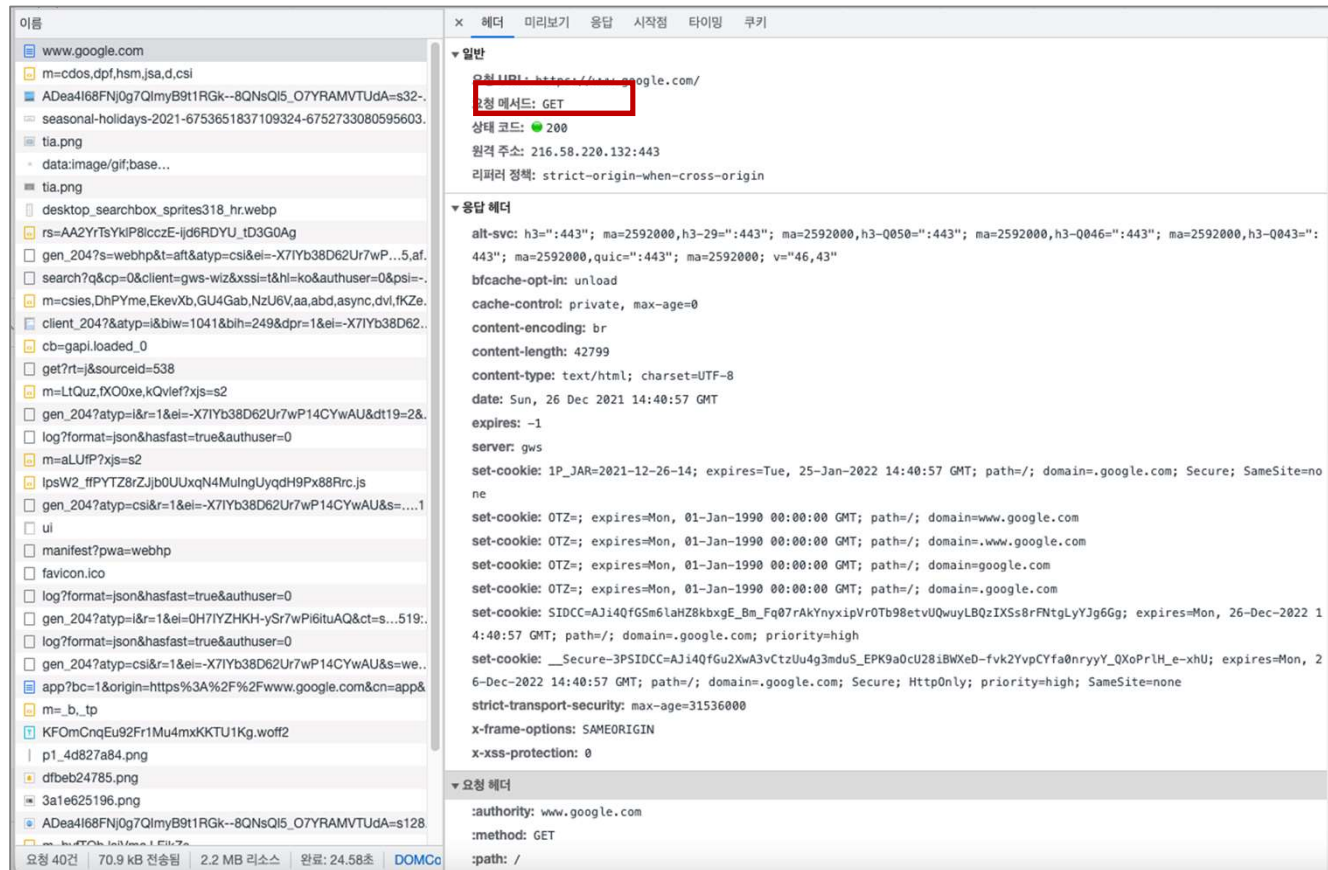 이름
www.google.com
m=cdos,dpf,hsm,jsa,d,csi
ADea4I68FNj0g7QImyB9t1RGk--8QNsQI5_O7YRAMVTUdA=s32-.
seasonal-holidays-2021-6753651837109324-6752733080595603.
tia.png
data:image/gif;base...
tia.png
desktop_searchbox_sprites318_hr.webp
rs=AA2YrTsYklP8lcczE-ijd6RDYU_tD3G0Ag
gen_204?s=webhp&t=aft&atyp=csi&ei=-X7IYb38D62Ur7wP...5,af.
search?q&cp=0&client=gws-wiz&xssi=t&hl=ko&authuser=0&psi=-.
m=csies,DhPYme,EkevXb,GU4Gab,NzU6V,aa,abd,async,dvl,fKZe.
client_204?&atyp=i&biw=1041&bih=249&dpr=1&ei=-X7IYb38D62..
cb=gapi.loaded_0
get?rt=j&sourceid=538
m=LtQuz,fXO0xe,kQvlef?xjs=s2
gen_204?atyp=i&r=1&ei=-X7IYb38D62Ur7wP14CYwAU&dt19=2&.
log?format=json&hasfast=true&authuser=0
m=aLUfP?xjs=s2
IpsW2_ffPYTZ8rZJjb0UUxqN4MuIngUyqdH9Px88Rrc.js
gen_204?atyp=csi&r=1&ei=-X7IYb38D62Ur7wP14CYwAU&s=....1
ui
manifest?pwa=webhp
favicon.ico
log?format=json&hasfast=true&authuser=0
gen_204?atyp=i&r=1&ei=0H7IYZHKH-ySr7wPi6ituAQ&ct=s...519:.
log?format=json&hasfast=true&authuser=0
gen_204?atyp=csi&r=1&ei=-X7IYb38D62Ur7wP14CYwAU&s=we..
app?bc=1&origin=https%3A%2F%2Fwww.google.com&cn=app&
m=_b,_tp
KFOmCnqEu92Fr1Mu4mxKKTU1Kg.woff2
p1_4d827a84.png
dfbeb24785.png
3a1e625196.png
ADea4I68FNj0g7QImyB9t1RGk--8QNsQI5_O7YRAMVTUdA=s128.
요청 40건 70.9 kB 전송됨 2.2 MB 리소스 완료: 24.58초 DOMCo
× 헤더 미리보기 응답 시작점 타이밍 쿠키
▼ 일반
요청 URL: https://www.google.com/
요청 메서드: GET
상태 코드: 200
원격 주소: 216.58.220.132:443
리퍼러 정책: strict-origin-when-cross-origin
▼ 응답 헤더
alt-svc: h3=":443"; ma=2592000,h3-29=":443"; ma=2592000,h3-Q050=":443"; ma=2592000,h3-Q046=":443"; ma=2592000,h3-Q043=":
443"; ma=2592000,quic=":443"; ma=2592000; v="46,43"
bfcache-opt-in: unload
cache-control: private, max-age=0
content-encoding: br
content-length: 42799
content-type: text/html; charset=UTF-8
date: Sun, 26 Dec 2021 14:40:57 GMT
expires: -1
server: gws
set-cookie: 1P_JAR=2021-12-26-14; expires=Tue, 25-Jan-2022 14:40:57 GMT; path=/; domain=.google.com; Secure; SameSite=no
ne
set-cookie: OTZ=; expires=Mon, 01-Jan-1990 00:00:00 GMT; path=/; domain=www.google.com
set-cookie: OTZ=; expires=Mon, 01-Jan-1990 00:00:00 GMT; path=/; domain=.www.google.com
set-cookie: OTZ=; expires=Mon, 01-Jan-1990 00:00:00 GMT; path=/; domain=google.com
set-cookie: OTZ=; expires=Mon, 01-Jan-1990 00:00:00 GMT; path=/; domain=.google.com
set-cookie: SIDCC=AJi4QfGSm6laHZ8kbxgE_Bm_Fq07rAkYnyxipVrOTb98etvUQwuyLBQzIXSs8rFNtgLyYJg6Gg; expires=Mon, 26-Dec-2022 1
4:40:57 GMT; path=/; domain=.google.com; priority=high
set-cookie: __Secure-3PSIDCC=AJi4QfGu2XwA3vCtzUu4g3mduS_EPK9aOcU28iBWXeD-fvk2YvpCYfa0nryyY_QXoPrlH_e-xhU; expires=Mon, 2
6-Dec-2022 14:40:57 GMT; path=/; domain=.google.com; Secure; HttpOnly; priority=high; SameSite=none
strict-transport-security: max-age=31536000
x-frame-options: SAMEORIGIN
x-xss-protection: 0
▼ 요청 헤더
:authority: www.google.com
:method: GET
:path: /